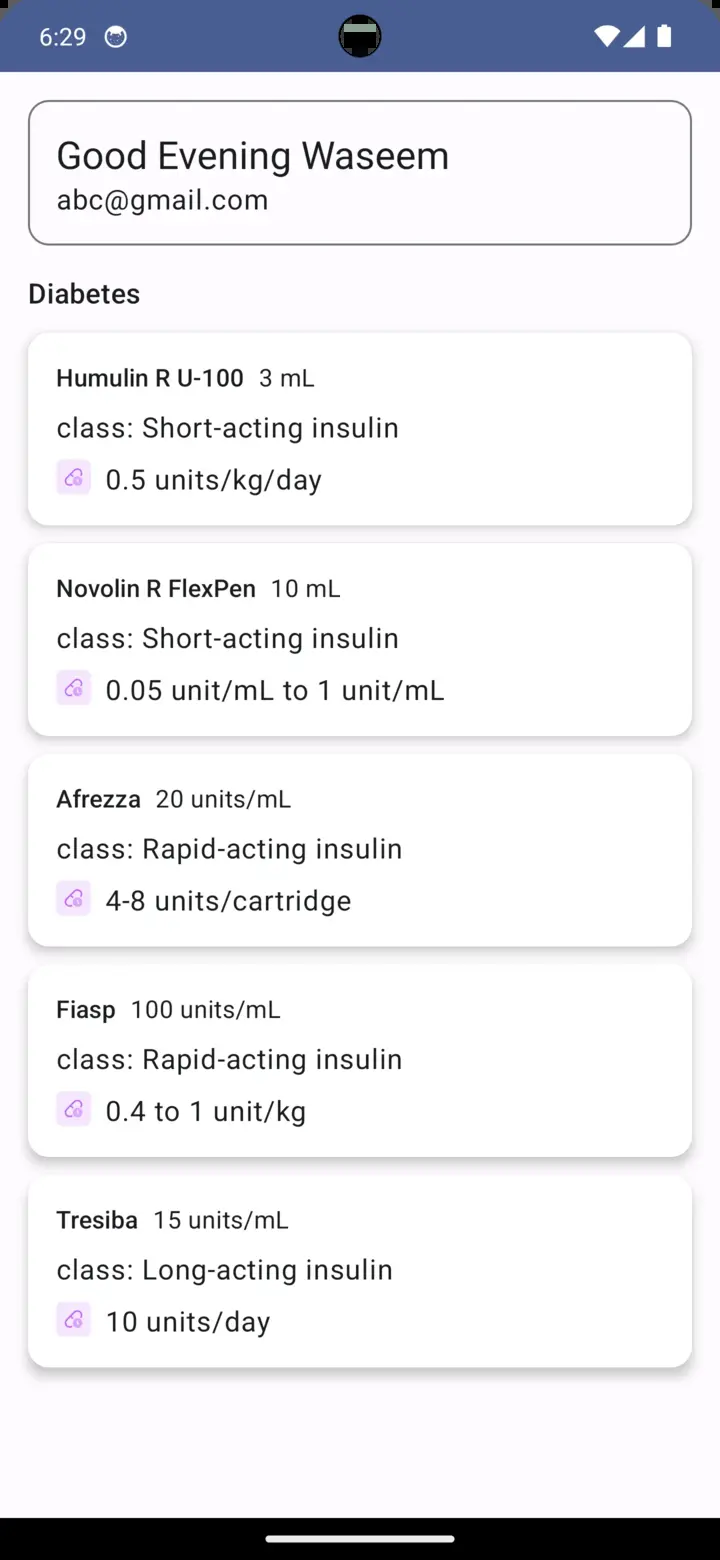 6:29
Good Evening Waseem
abc@gmail.com
Diabetes
Humulin R U-100 3 mL
class: Short-acting insulin
0.5 units/kg/day
Novolin R FlexPen 10 mL
class: Short-acting insulin
0.05 unit/mL to 1 unit/mL
Afrezza 20 units/mL
class: Rapid-acting insulin
4-8 units/cartridge
Fiasp 100 units/mL
class: Rapid-acting insulin
0.4 to 1 unit/kg
Tresiba 15 units/mL
class: Long-acting insulin
10 units/day